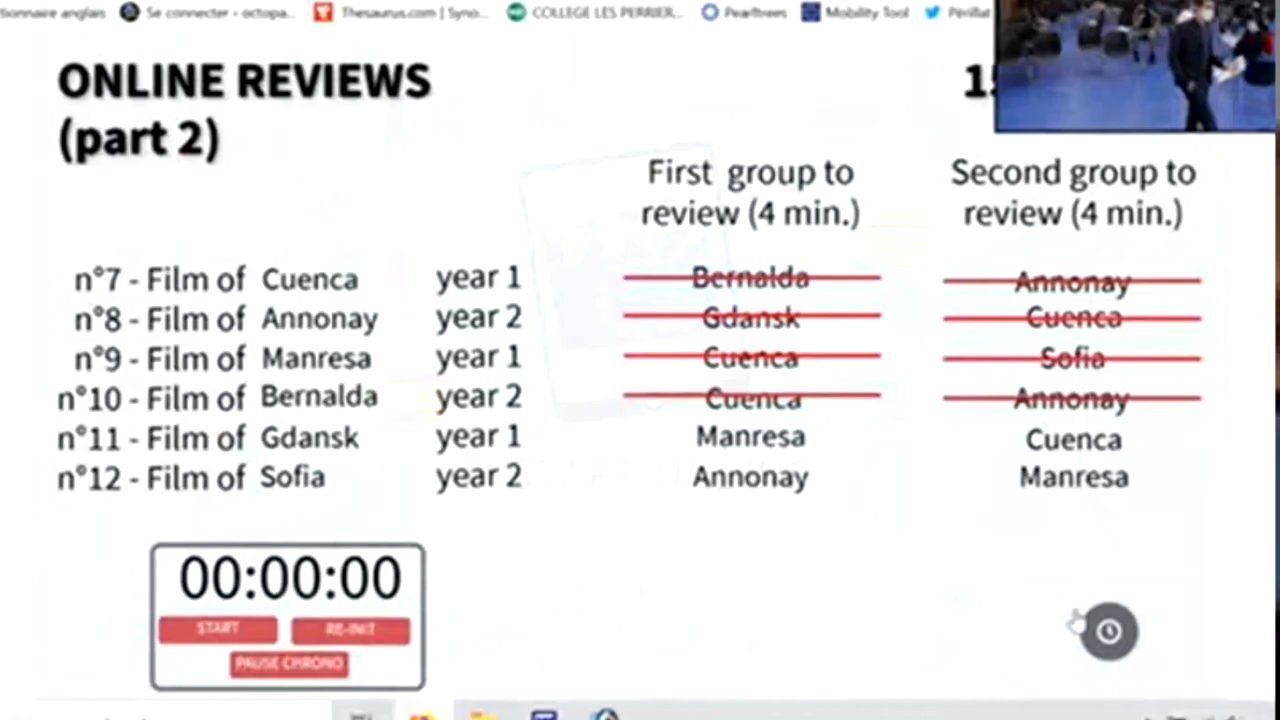 tionnaire anglais Se connecter - octopa... Thesaurus.com | Syno... COLLEGE LES PERRIER... Pearltrees Mobility Tool
ONLINE REVIEWS
(part 2)
First group to review (4 min.)
Second group to review (4 min.)
n°7 - Film of Cuenca year 1 Bernalda Annonay
n°8 - Film of Annonay year 2 Gdansk Cuenca
n°9 - Film of Manresa year 1 Cuenca Sofia
n°10 - Film of Bernalda year 2 Cuenca Annonay
n°11 - Film of Gdansk year 1 Manresa Cuenca
n°12 - Film of Sofia year 2 Annonay Manresa
00:00:00
START RE-INIT
PAUSE CHRONO